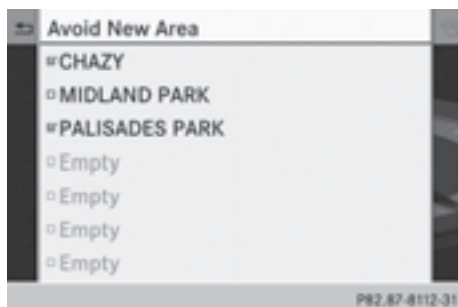 Avoid New Area
CHAZY
MIDLAND PARK
PALISADES PARK
Empty
Empty
Empty
Empty
P82.87-8112-31